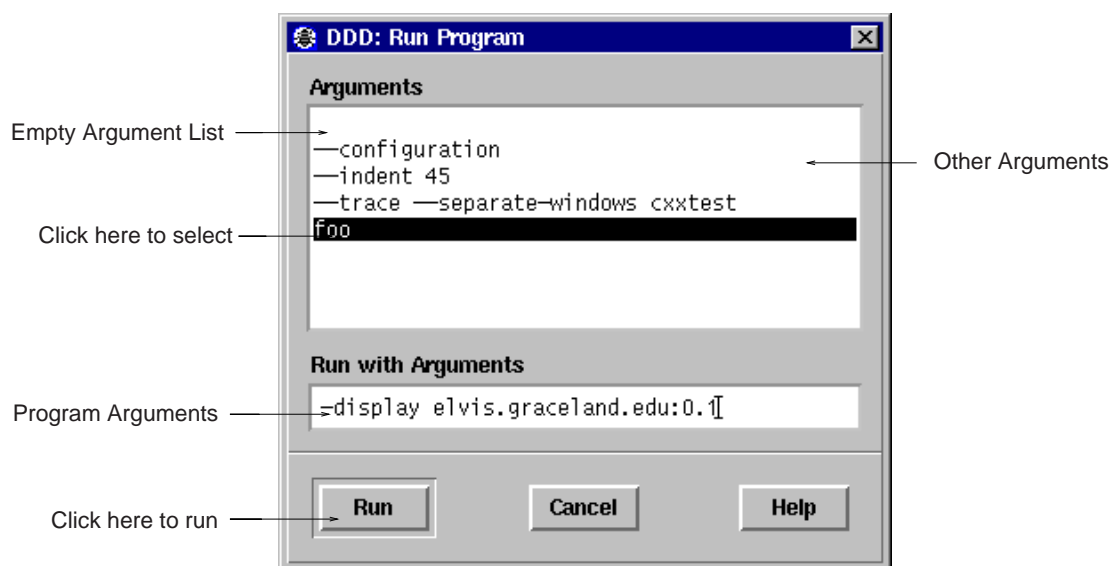 DDD: Run Program
Arguments
Empty Argument List
--configuration
Other Arguments
--indent 45
--trace --separate-windows cxxtest
Click here to select
foo
Run with Arguments
Program Arguments
-display elvis.graceland.edu:0.1
Click here to run
Run
Cancel
Help